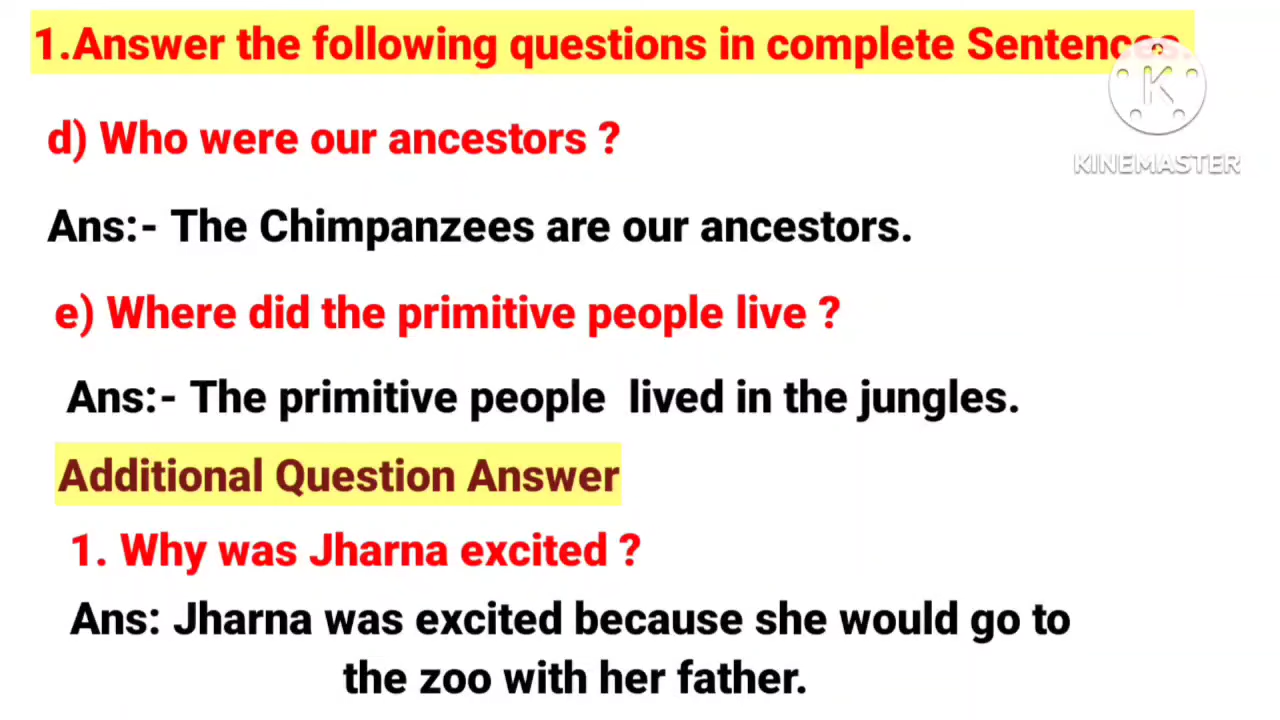 1.Answer the following questions in complete Sentences.
K
KINEMASTER
d) Who were our ancestors ?
Ans:- The Chimpanzees are our ancestors.
e) Where did the primitive people live ?
Ans:- The primitive people lived in the jungles.
Additional Question Answer
1. Why was Jharna excited ?
Ans: Jharna was excited because she would go to
the zoo with her father.